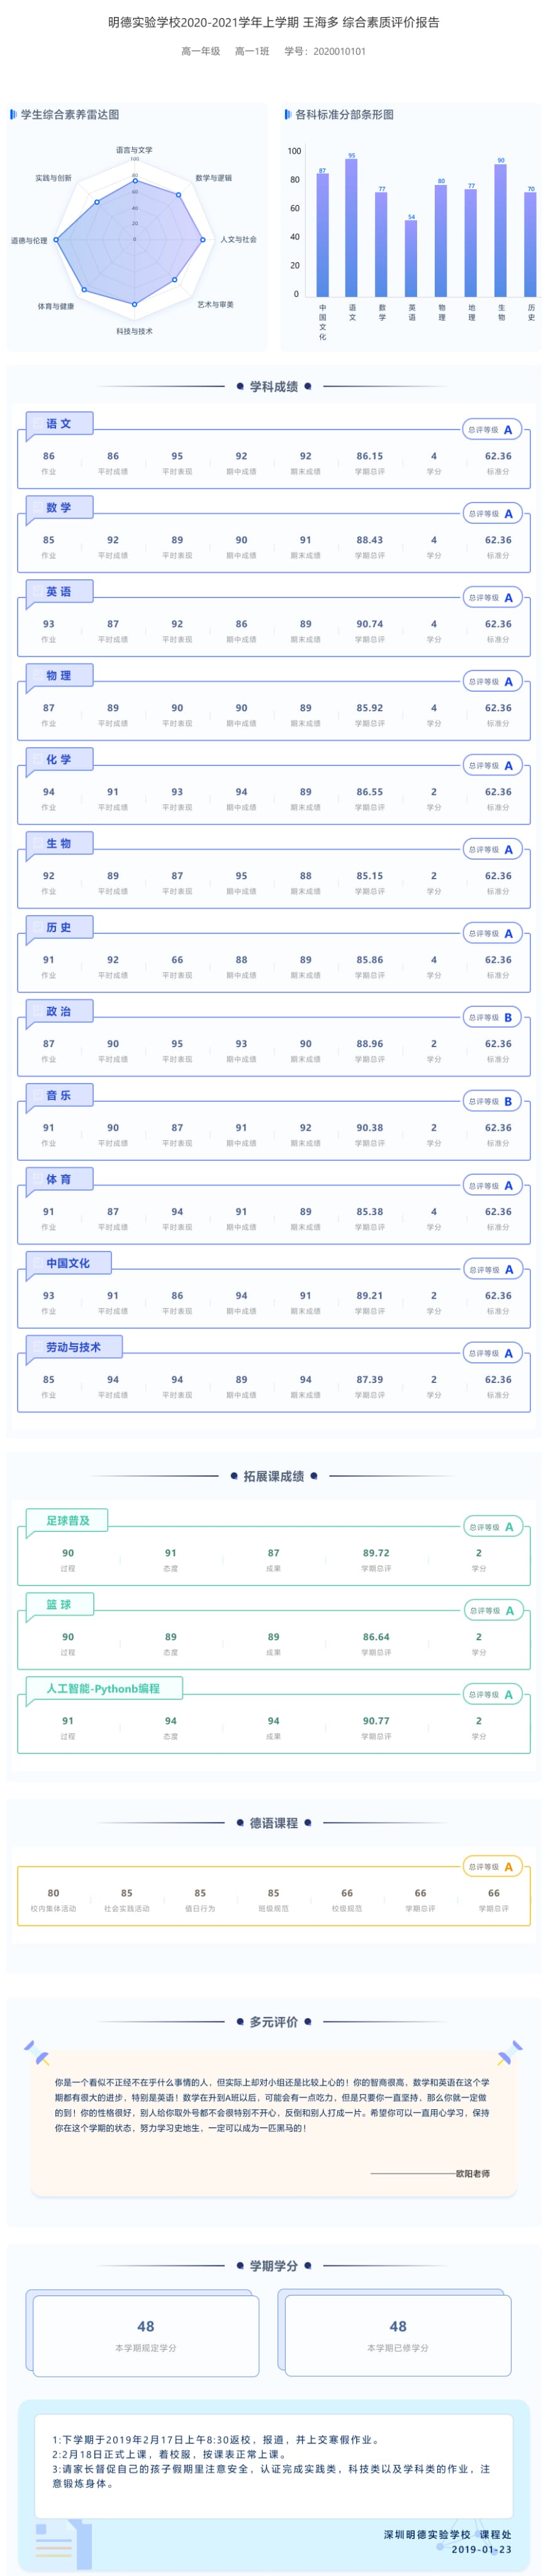 明德实验学校2020-2021学年上学期 王海多 综合素质评价报告
高一年级 高一1班 学号：2020010101
学生综合素养雷达图
语言与文学
数学与逻辑
人文与社会
艺术与审美
科技与技术
体育与健康
道德与伦理
实践与创新
100
80
60
40
20
0
各科标准分部条形图
100
80
60
40
20
0
87 95 77 54 80 77 90 70
中国文化 语文 数学 英语 物理 地理 生物 历史
学科成绩
语文
总评等级 A
86 86 95 92 92 86.15 4 62.36
作业 平时成绩 平时表现 期中成绩 期末成绩 学期总评 学分 标准分
数学
总评等级 A
85 92 89 90 91 88.43 4 62.36
作业 平时成绩 平时表现 期中成绩 期末成绩 学期总评 学分 标准分
英语
总评等级 A
93 87 92 86 89 90.74 4 62.36
作业 平时成绩 平时表现 期中成绩 期末成绩 学期总评 学分 标准分
物理
总评等级 A
87 89 90 90 89 85.92 4 62.36
作业 平时成绩 平时表现 期中成绩 期末成绩 学期总评 学分 标准分
化学
总评等级 A
94 91 93 94 89 86.55 2 62.36
作业 平时成绩 平时表现 期中成绩 期末成绩 学期总评 学分 标准分
生物
总评等级 A
92 89 87 95 88 85.15 2 62.36
作业 平时成绩 平时表现 期中成绩 期末成绩 学期总评 学分 标准分
历史
总评等级 A
91 92 66 88 89 85.86 4 62.36
作业 平时成绩 平时表现 期中成绩 期末成绩 学期总评 学分 标准分
政治
总评等级 B
87 90 95 93 90 88.96 2 62.36
作业 平时成绩 平时表现 期中成绩 期末成绩 学期总评 学分 标准分
音乐
总评等级 B
91 90 87 91 92 90.38 2 62.36
作业 平时成绩 平时表现 期中成绩 期末成绩 学期总评 学分 标准分
体育
总评等级 A
91 87 94 91 89 85.38 4 62.36
作业 平时成绩 平时表现 期中成绩 期末成绩 学期总评 学分 标准分
中国文化
总评等级 A
93 91 86 94 91 89.21 2 62.36
作业 平时成绩 平时表现 期中成绩 期末成绩 学期总评 学分 标准分
劳动与技术
总评等级 A
85 94 94 89 94 87.39 2 62.36
作业 平时成绩 平时表现 期中成绩 期末成绩 学期总评 学分 标准分
拓展课成绩
足球普及
总评等级 A
90 91 87 89.72 2
过程 态度 成果 学期总评 学分
篮球
总评等级 A
90 89 89 86.64 2
过程 态度 成果 学期总评 学分
人工智能-Pythonb编程
总评等级 A
91 94 94 90.77 2
过程 态度 成果 学期总评 学分
德语课程
总评等级 A
80 85 85 85 66 66 66
校内集体活动 社会实践活动 值日行为 班级规范 校级规范 学期总评 学期总评
多元评价
你是一个看似不正经不在乎什么事情的人，但实际上却对小组还是比较上心的！你的智商很高，数学和英语在这个学
期都有很大的进步，特别是英语！数学在升到A班以后，可能会有一点吃力，但是只要你一直坚持，那么你就一定做
的到！你的性格很好，别人给你取外号都不会很特别不开心，反倒和别人打成一片。希望你可以一直用心学习，保持
你在这个学期的状态，努力学习史地生，一定可以成为一匹黑马的！
————————欧阳老师
学期学分
48
本学期规定学分
48
本学期已修学分
1:下学期于2019年2月17日上午8:30返校，报道，并上交寒假作业。
2:2月18日正式上课，着校服，按课表正常上课。
3:请家长督促自己的孩子假期里注意安全，认证完成实践类，科技类以及学科类的作业，注
意锻炼身体。
深圳明德实验学校 课程处
2019-01-23